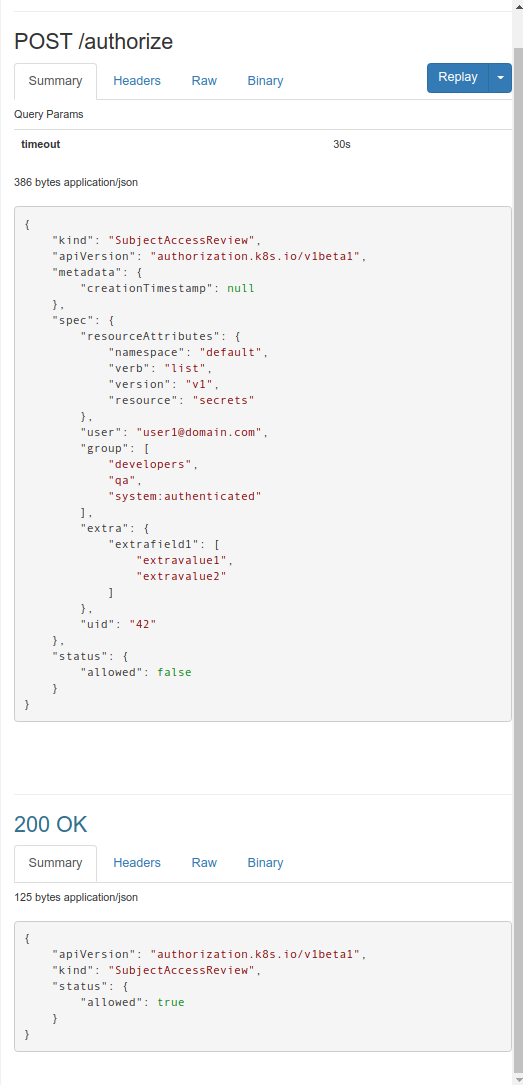 POST /authorize
Summary Headers Raw Binary Replay
Query Params
timeout 30s
386 bytes application/json
{
    "kind": "SubjectAccessReview",
    "apiVersion": "authorization.k8s.io/v1beta1",
    "metadata": {
        "creationTimestamp": null
    },
    "spec": {
        "resourceAttributes": {
            "namespace": "default",
            "verb": "list",
            "version": "v1",
            "resource": "secrets"
        },
        "user": "user1@domain.com",
        "group": [
            "developers",
            "qa",
            "system:authenticated"
        ],
        "extra": {
            "extrafield1": [
                "extravalue1",
                "extravalue2"
            ]
        },
        "uid": "42"
    },
    "status": {
        "allowed": false
    }
}
200 OK
Summary Headers Raw Binary
125 bytes application/json
{
    "apiVersion": "authorization.k8s.io/v1beta1",
    "kind": "SubjectAccessReview",
    "status": {
        "allowed": true
    }
}